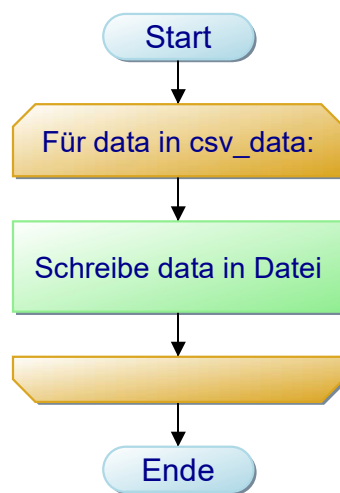 Start
Für data in csv_data:
Schreibe data in Datei
Ende